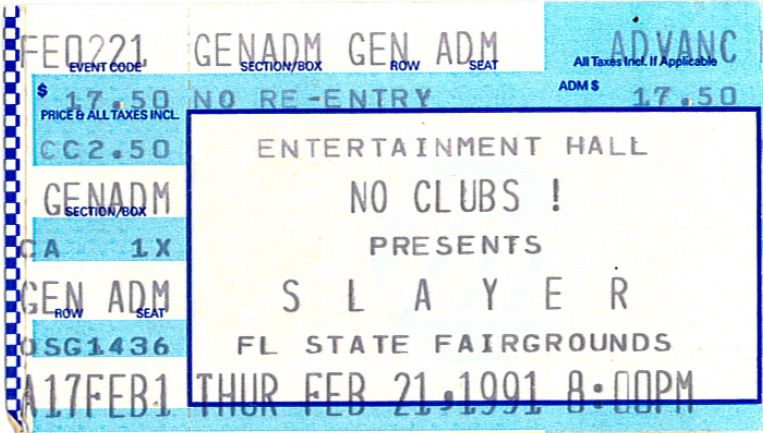 FE0221 GENADM GEN ADM ADVANC
EVENT CODE SECTION/BOX ROW SEAT All Taxes Incl. If Applicable
$ 17.50 NO RE-ENTRY ADM $ 17.50
PRICE & ALL TAXES INCL.
CC2.50 ENTERTAINMENT HALL
GENADM NO CLUBS !
SECTION/BOX
CA 1X PRESENTS
GEN ADM S L A Y E R
ROW SEAT
OSG1436 FL STATE FAIRGROUNDS
A17FEB1 THUR FEB 21,1991 8:00PM